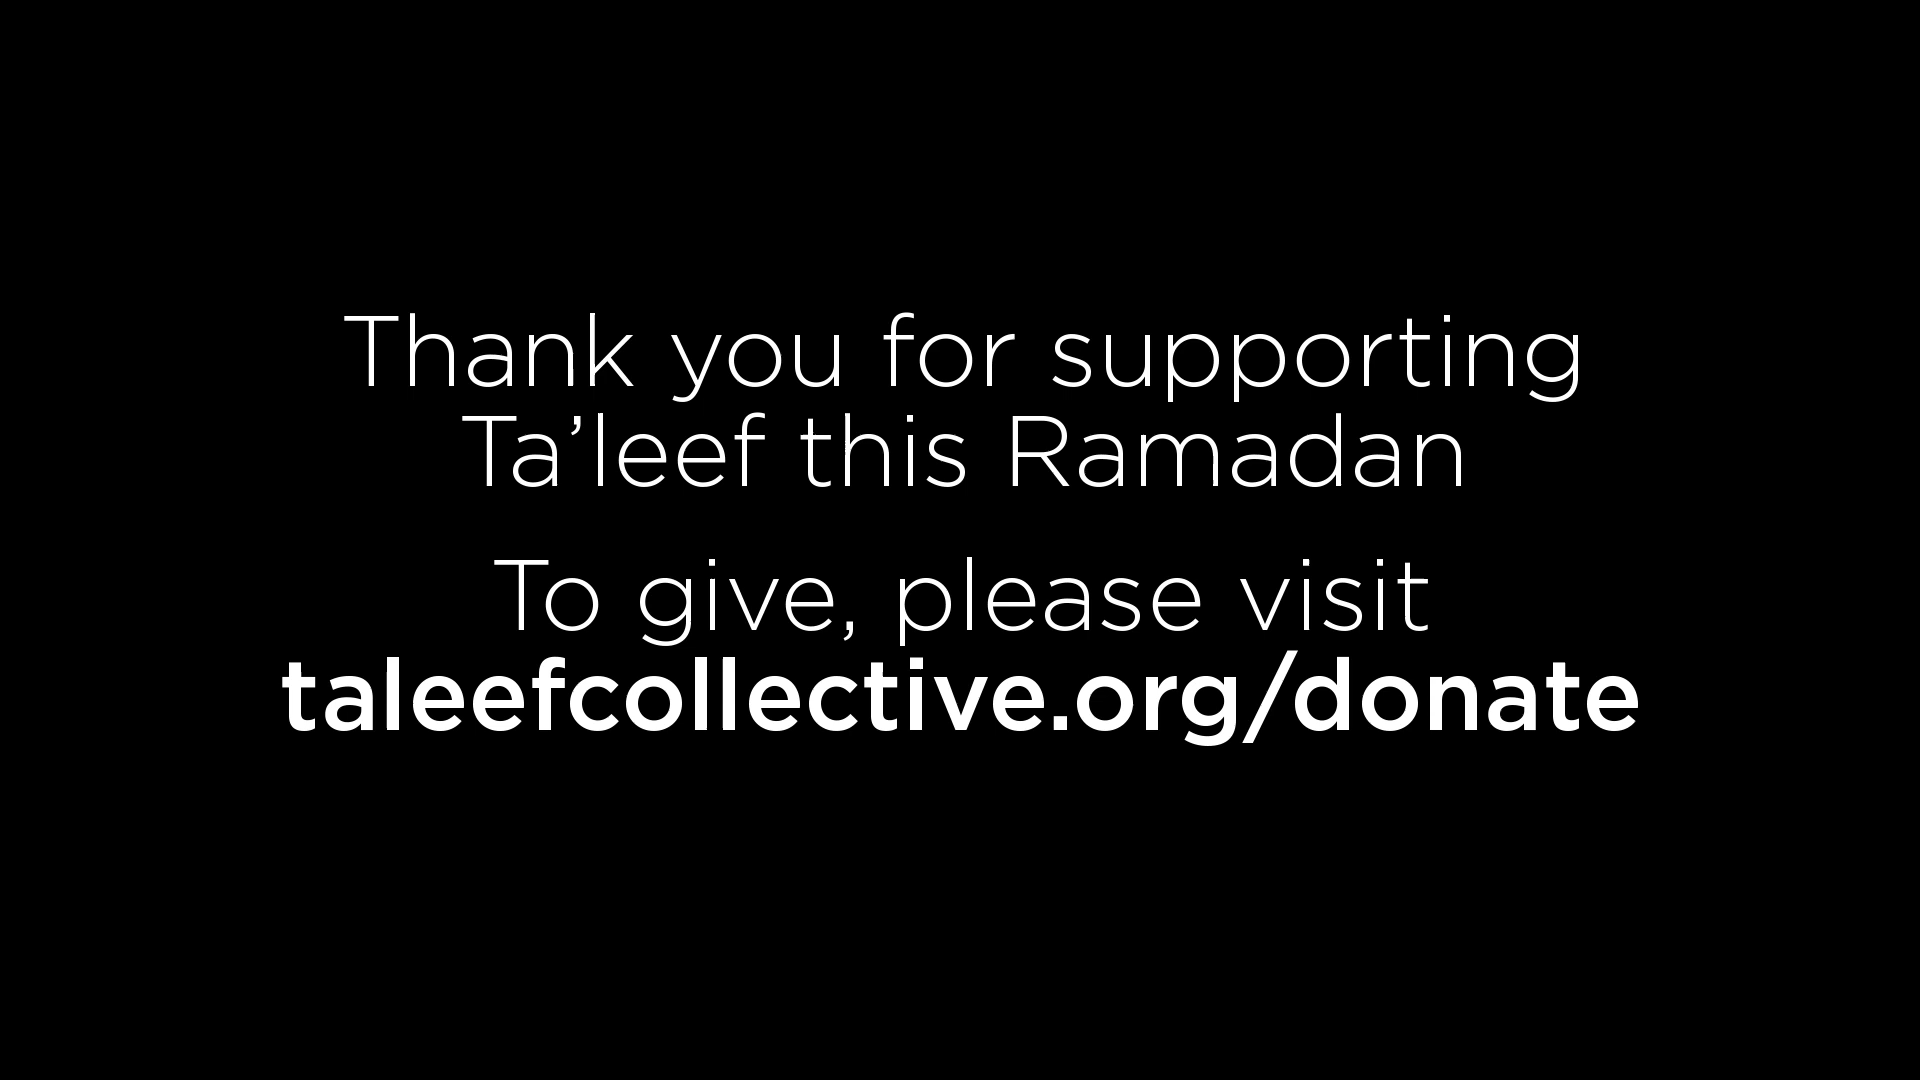 Thank you for supporting
Ta’leef this Ramadan
To give, please visit
taleefcollective.org/donate